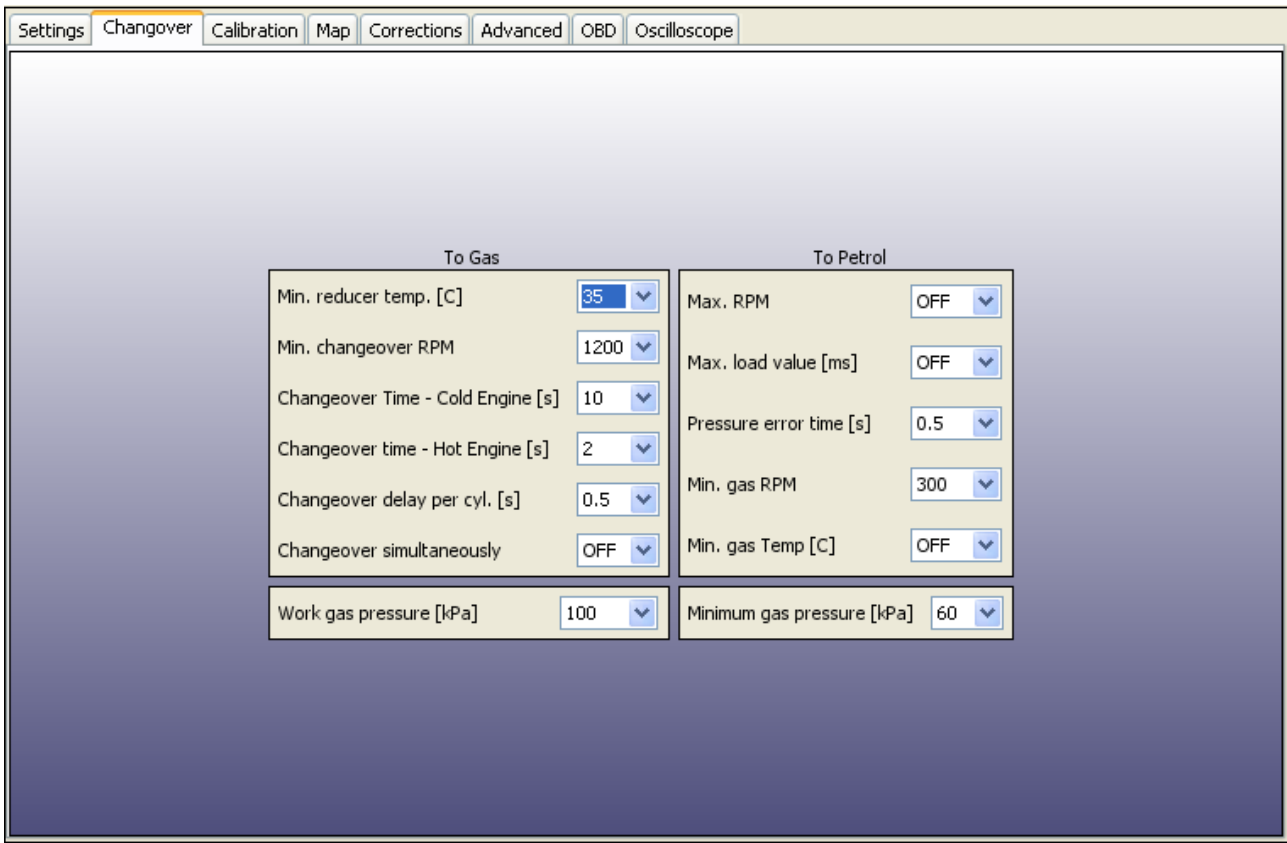 Settings Changover Calibration Map Corrections Advanced OBD Oscilloscope
To Gas
Min. reducer temp. [C] 35
Min. changeover RPM 1200
Changeover Time - Cold Engine [s] 10
Changeover time - Hot Engine [s] 2
Changeover delay per cyl. [s] 0.5
Changeover simultaneously OFF
Work gas pressure [kPa] 100
To Petrol
Max. RPM OFF
Max. load value [ms] OFF
Pressure error time [s] 0.5
Min. gas RPM 300
Min. gas Temp [C] OFF
Minimum gas pressure [kPa] 60